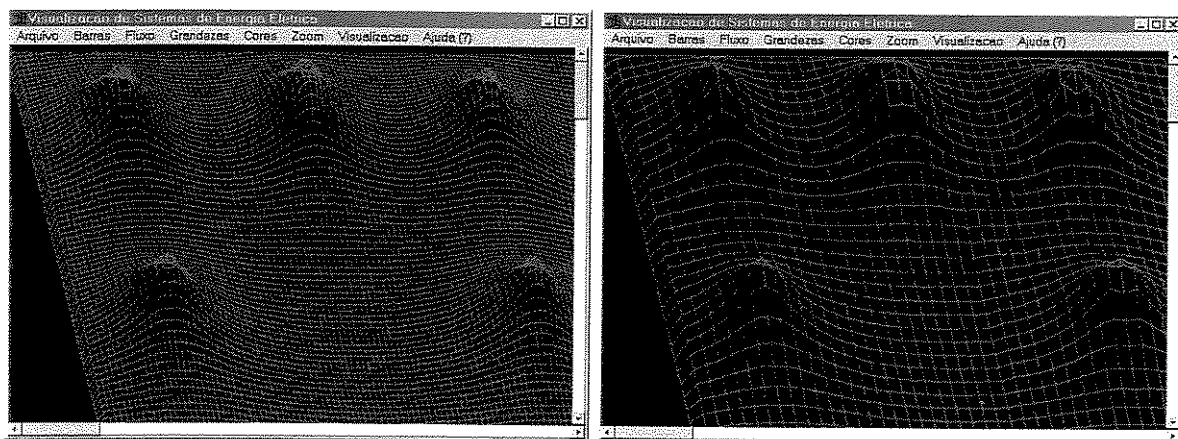 Visualizacao de Sistemas de Energia Eletrica
Arquivo Barras Fluxo Grandezas Cores Zoom Visualizacao Ajuda (?)
Visualizacao de Sistemas de Energia Eletrica
Arquivo Barras Fluxo Grandezas Cores Zoom Visualizacao Ajuda (?)